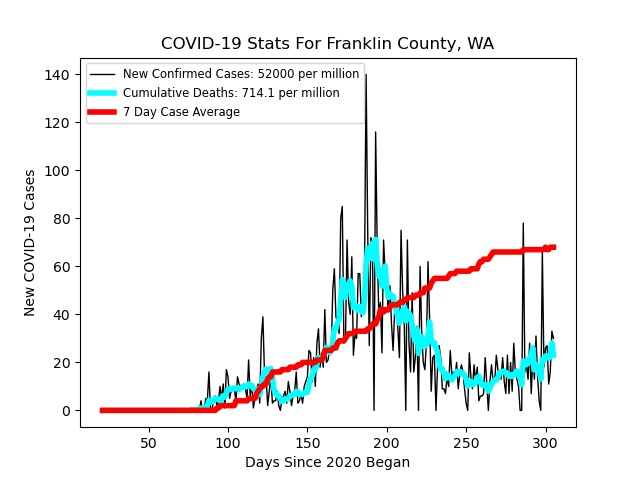 COVID-19 Stats For Franklin County, WA
New Confirmed Cases: 52000 per million
Cumulative Deaths: 714.1 per million
7 Day Case Average
New COVID-19 Cases
140
120
100
80
60
40
20
0
50 100 150 200 250 300
Days Since 2020 Began